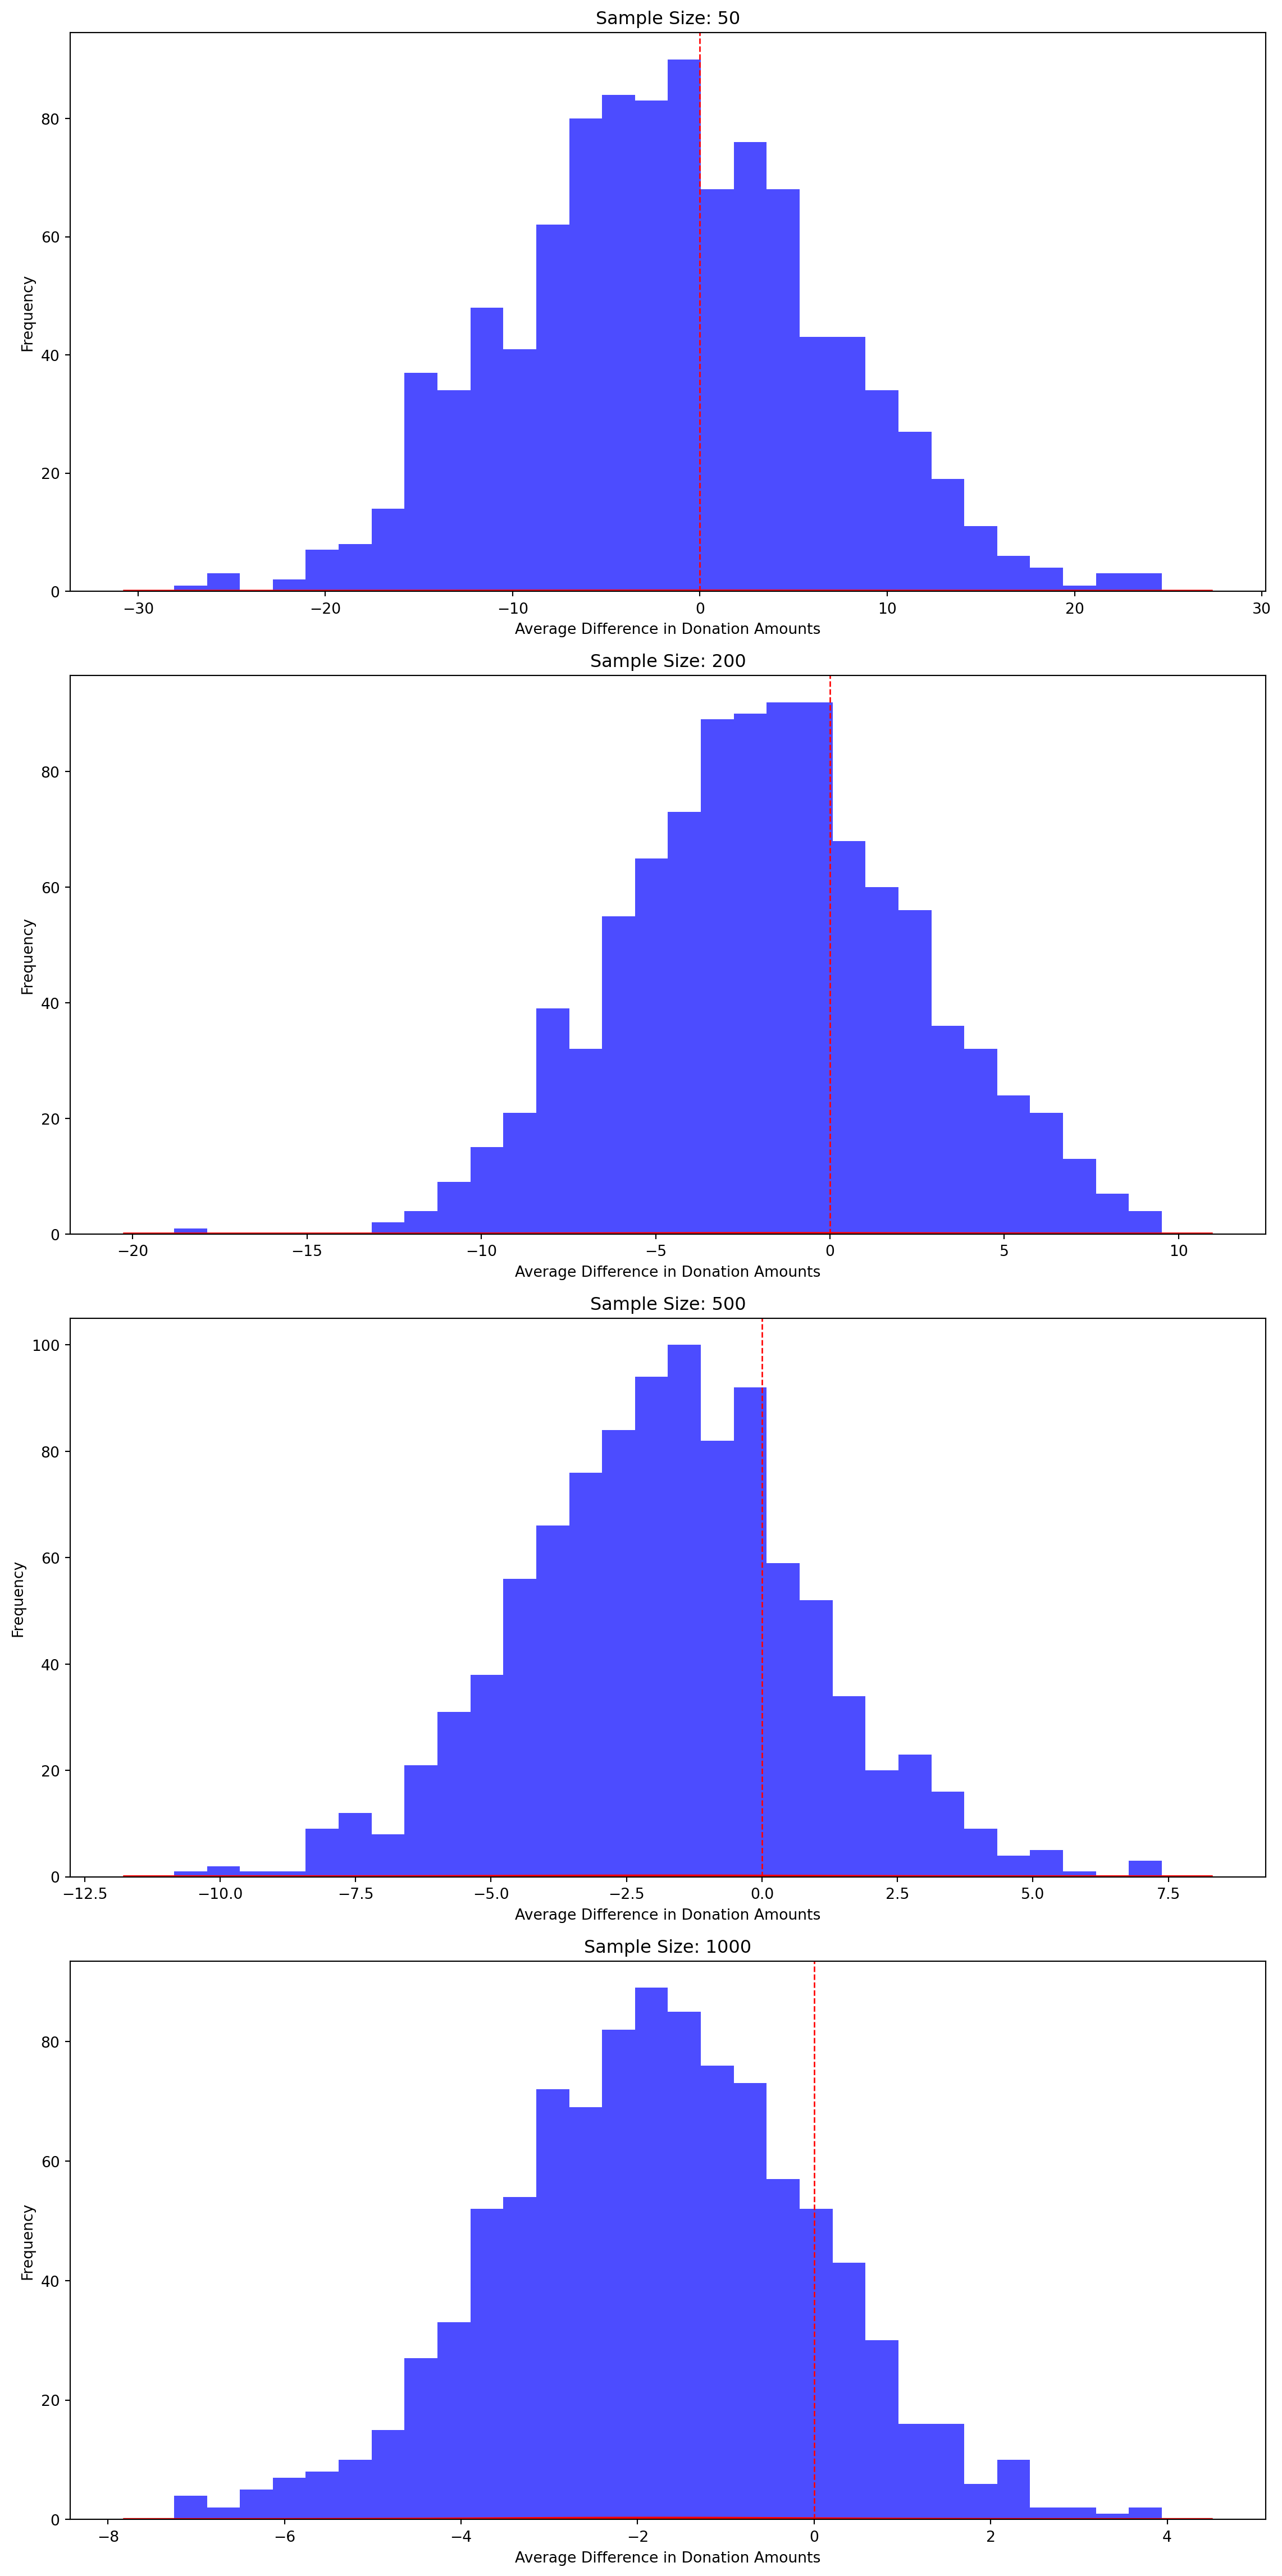 Sample Size: 50
Frequency
80
60
40
20
0
−30 −20 −10 0 10 20 30
Average Difference in Donation Amounts
Sample Size: 200
Frequency
80
60
40
20
0
−20 −15 −10 −5 0 5 10
Average Difference in Donation Amounts
Sample Size: 500
Frequency
100
80
60
40
20
0
−12.5 −10.0 −7.5 −5.0 −2.5 0.0 2.5 5.0 7.5
Average Difference in Donation Amounts
Sample Size: 1000
Frequency
80
60
40
20
0
−8 −6 −4 −2 0 2 4
Average Difference in Donation Amounts